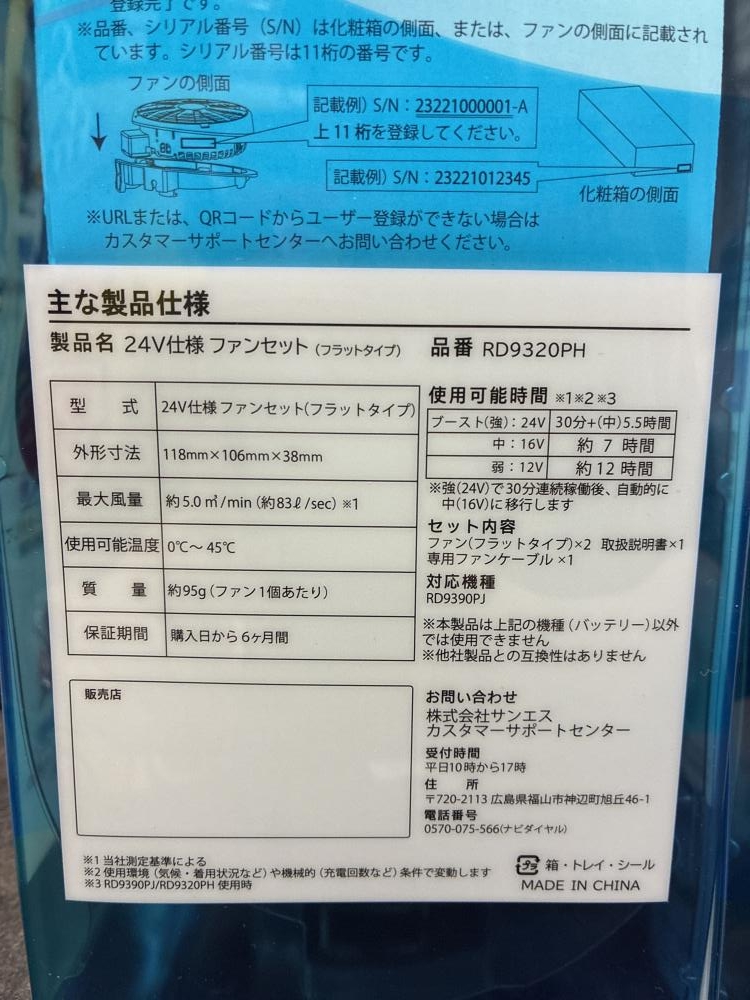 登録完了です。
※品番、シリアル番号（S/N）は化粧箱の側面、または、ファンの側面に記載され
ています。シリアル番号は11桁の番号です。
ファンの側面
記載例）S/N：23221000001-A
上11桁を登録してください。
記載例）S/N：23221012345
化粧箱の側面
※URLまたは、QRコードからユーザー登録ができない場合は
カスタマーサポートセンターへお問い合わせください。
主な製品仕様
製品名 24V仕様 ファンセット（フラットタイプ） 品番 RD9320PH
型 式 24V仕様 ファンセット(フラットタイプ)
外形寸法 118mm×106mm×38mm
最大風量 約5.0㎥/min（約83ℓ/sec）※1
使用可能温度 0℃～45℃
質 量 約95g（ファン1個あたり）
保証期間 購入日から6ヶ月間
使用可能時間 ※1※2※3
ブースト(強)：24V 30分+(中)5.5時間
中：16V 約 7 時間
弱：12V 約12時間
※強(24V)で30分連続稼働後、自動的に
中(16V)に移行します
セット内容
ファン(フラットタイプ)×2 取扱説明書×1
専用ファンケーブル×1
対応機種
RD9390PJ
※本製品は上記の機種（バッテリー）以外
では使用できません
※他社製品との互換性はありません
販売店
お問い合わせ
株式会社サンエス
カスタマーサポートセンター
受付時間
平日10時から17時
住 所
〒720-2113 広島県福山市神辺町旭丘46-1
電話番号
0570-075-566(ナビダイヤル)
※1 当社測定基準による
※2 使用環境（気候・着用状況など）や機械的（充電回数など）条件で変動します
※3 RD9390PJ/RD9320PH 使用時
プラ 箱・トレイ・シール
MADE IN CHINA